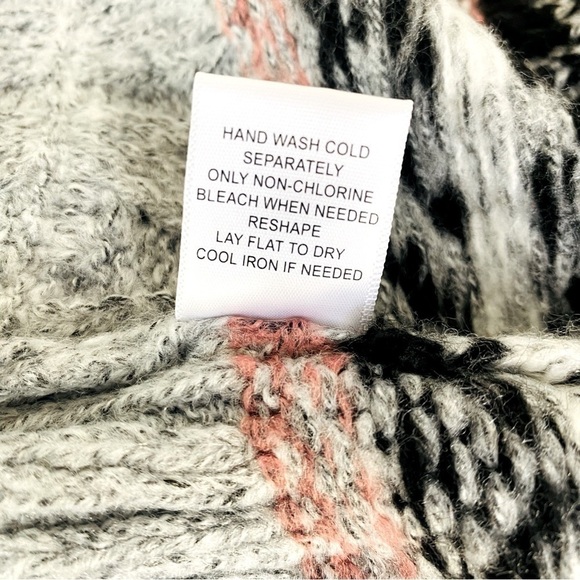 HAND WASH COLD
SEPARATELY
ONLY NON-CHLORINE
BLEACH WHEN NEEDED
RESHAPE
LAY FLAT TO DRY
COOL IRON IF NEEDED